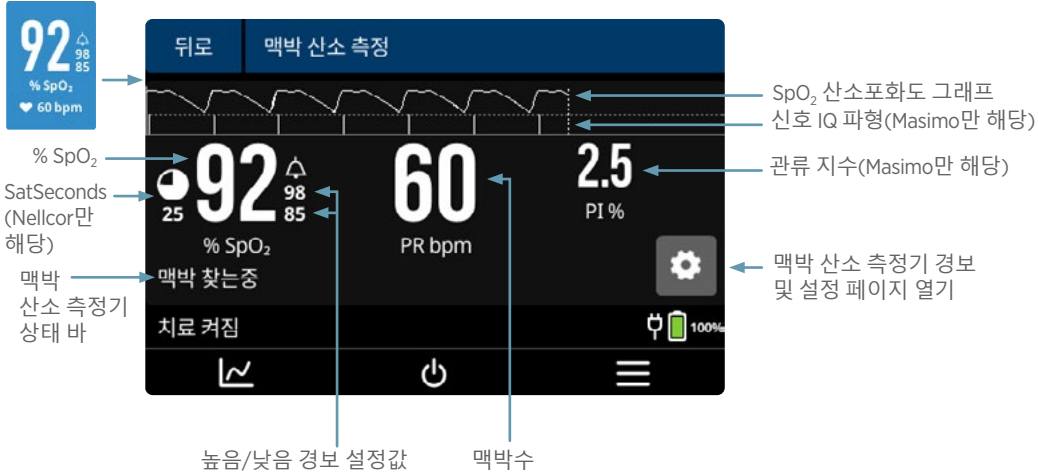 92
98
85
% SpO₂
60 bpm
뒤로
맥박 산소 측정
SpO₂ 산소포화도 그래프
신호 IQ 파형(Masimo만 해당)
% SpO₂
SatSeconds
(Nellcor만
해당)
맥박
산소 측정기
상태 바
25
92
98
85
% SpO₂
60
PR bpm
2.5
PI %
관류 지수(Masimo만 해당)
맥박 찾는중
맥박 산소 측정기 경보
및 설정 페이지 열기
치료 켜짐
100%
높음/낮음 경보 설정값
맥박수